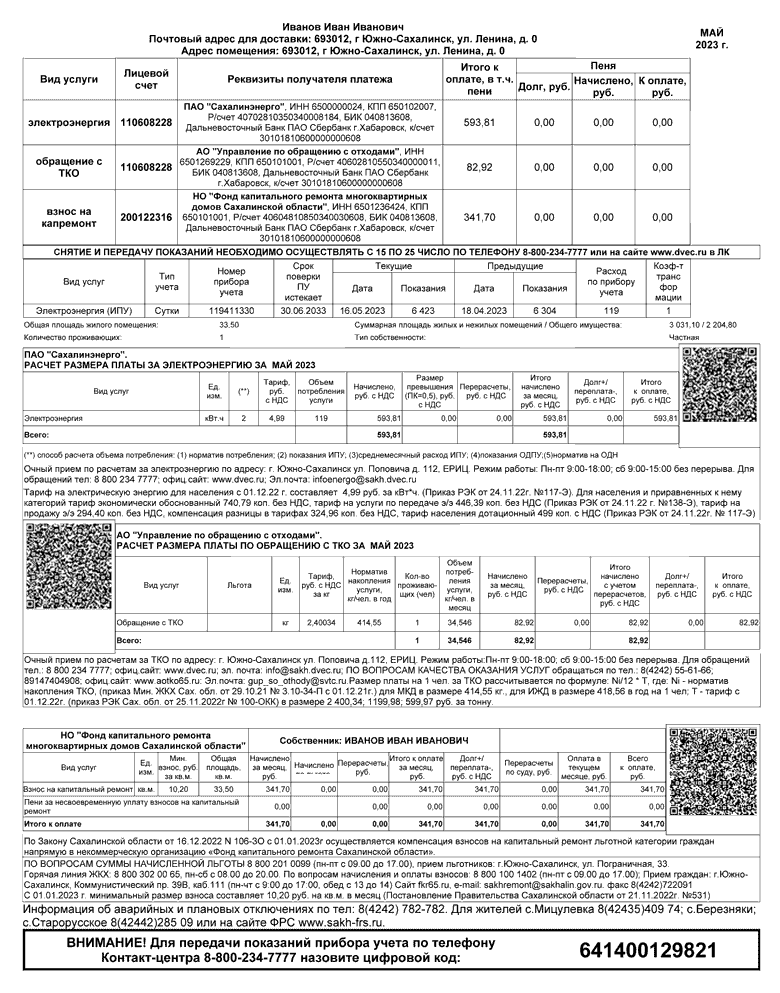 Иванов Иван Иванович
Почтовый адрес для доставки: 693012, г Южно-Сахалинск, ул. Ленина, д. 0
Адрес помещения: 693012, г Южно-Сахалинск, ул. Ленина, д. 0
МАЙ
2023 г.
Вид услуги | Лицевой счет | Реквизиты получателя платежа | Итого к оплате, в т.ч. пени | Пеня
Долг, руб. | Начислено, руб. | К оплате, руб.
электроэнергия 110608228 593,81 0,00 0,00 0,00
ПАО "Сахалинэнерго", ИНН 6500000024, КПП 650102007,
Р/счет 40702810350340008184, БИК 040813608,
Дальневосточный Банк ПАО Сбербанк г.Хабаровск, к/счет
30101810600000000608
обращение с ТКО 110608228 82,92 0,00 0,00 0,00
АО "Управление по обращению с отходами", ИНН
6501269229, КПП 650101001, Р/счет 40602810550340000011,
БИК 040813608, Дальневосточный Банк ПАО Сбербанк
г.Хабаровск, к/счет 30101810600000000608
взнос на капремонт 200122316 341,70 0,00 0,00 0,00
НО "Фонд капитального ремонта многоквартирных
домов Сахалинской области", ИНН 6501236424, КПП
650101001, Р/счет 40604810850340030608, БИК 040813608,
Дальневосточный Банк ПАО Сбербанк г.Хабаровск, к/счет
30101810600000000608
СНЯТИЕ И ПЕРЕДАЧУ ПОКАЗАНИЙ НЕОБХОДИМО ОСУЩЕСТВЛЯТЬ С 15 ПО 25 ЧИСЛО ПО ТЕЛЕФОНУ 8-800-234-7777 или на сайте www.dvec.ru в ЛК
Вид услуг | Тип учета | Номер прибора учета | Срок поверки ПУ истекает | Текущие | Предыдущие | Расход по прибору учета | Коэф-т транс фор мации
Дата | Показания | Дата | Показания
Электроэнергия (ИПУ) Сутки 119411330 30.06.2033 16.05.2023 6 423 18.04.2023 6 304 119 1
Общая площадь жилого помещения: 33.50 Суммарная площадь жилых и нежилых помещений / Общего имущества: 3 031,10 / 2 204,80
Количество проживающих: 1 Тип собственности: Частная
ПАО "Сахалинэнерго".
РАСЧЕТ РАЗМЕРА ПЛАТЫ ЗА ЭЛЕКТРОЭНЕРГИЮ ЗА МАЙ 2023
Вид услуг | Ед. изм. | (**) | Тариф, руб. с НДС | Объем потребления услуги | Начислено, руб. с НДС | Размер превышения (ПК=0,5), руб. с НДС | Перерасчеты, руб. с НДС | Итого начислено за месяц, руб. с НДС | Долг+/ переплата-, руб. с НДС | Итого к оплате, руб. с НДС
Электроэнергия кВт.ч 2 4,99 119 593,81 0,00 0,00 593,81 0,00 593,81
Всего: 593,81 593,81
(**) способ расчета объема потребления: (1) норматив потребления; (2) показания ИПУ; (3)среднемесячный расход ИПУ; (4)показания ОДПУ;(5)норматив на ОДН
Очный прием по расчетам за электроэнергию по адресу: г. Южно-Сахалинск ул. Поповича д. 112, ЕРИЦ. Режим работы: Пн-пт 9:00-18:00; сб 9:00-15:00 без перерыва. Для
обращений тел: 8 800 234 7777; офиц.сайт: www.dvec.ru; Эл.почта: infoenergo@sakh.dvec.ru
Тариф на электрическую энергию для населения с 01.12.22 г. составляет 4,99 руб. за кВт*ч. (Приказ РЭК от 24.11.22г. №117-Э). Для населения и приравненных к нему
категорий тариф экономически обоснованный 740,79 коп. без НДС, тариф на услуги по передаче э/э 446,39 коп. без НДС (Приказ РЭК от 24.11.22 г. №138-Э), тариф на
продажу э/э 294,40 коп. без НДС, компенсация разницы в тарифах 324,96 коп. без НДС, тариф населения дотационный 499 коп. с НДС (Приказ РЭК от 24.11.22г. № 117-Э)
АО "Управление по обращению с отходами".
РАСЧЕТ РАЗМЕРА ПЛАТЫ ПО ОБРАЩЕНИЮ С ТКО ЗА МАЙ 2023
Вид услуг | Льгота | Ед. изм. | Тариф, руб. с НДС за кг | Норматив накопления услуги, кг/чел. в год | Кол-во проживаю-щих (чел) | Объем потреб-ления услуги, кг/чел. в месяц | Начислено за месяц, руб. с НДС | Перерасчеты, руб. с НДС | Итого начислено с учетом перерасчетов, руб. с НДС | Долг+/ переплата-, руб. с НДС | Итого к оплате, руб. с НДС
Обращение с ТКО кг 2,40034 414,55 1 34,546 82,92 0,00 82,92 0,00 82,92
Всего: 1 34,546 82,92 82,92
Очный прием по расчетам за ТКО по адресу: г. Южно-Сахалинск ул. Поповича д.112, ЕРИЦ. Режим работы:Пн-пт 9:00-18:00; сб 9:00-15:00 без перерыва. Для обращений
тел.: 8 800 234 7777; офиц.сайт: www.dvec.ru; эл. почта: info@sakh.dvec.ru; ПО ВОПРОСАМ КАЧЕСТВА ОКАЗАНИЯ УСЛУГ обращаться по тел.: 8(4242) 55-61-66;
89147404908; офиц.сайт: www.aotko65.ru: Эл.почта: gup_so_othody@svtc.ru.Размер платы на 1 чел. за ТКО рассчитывается по формуле: Ni/12 * T, где: Ni - норматив
накопления ТКО, (приказ Мин. ЖКХ Сах. обл. от 29.10.21 № 3.10-34-П с 01.12.21г.) для МКД в размере 414,55 кг., для ИЖД в размере 418,56 в год на 1 чел; Т - тариф с
01.12.22г. (приказ РЭК Сах. обл. от 25.11.2022г № 100-ОКК) в размере 2 400,34; 1199,98; 599,97 руб. за тонну.
НО "Фонд капитального ремонта
многоквартирных домов Сахалинской области"
Собственник: ИВАНОВ ИВАН ИВАНОВИЧ
Вид услуг | Ед. изм. | Мин. взнос, руб. за кв.м. | Общая площадь, кв.м. | Начислено за месяц, руб. | Начислено | Перерасчеты, руб. | Итого к оплате за месяц, руб. | Долг+/ переплата-, руб. с НДС | Перерасчеты по суду, руб. | Оплата в текущем месяце, руб. | Всего к оплате, руб.
Взнос на капитальный ремонт кв.м. 10,20 33,50 341,70 0,00 0,00 341,70 341,70 0,00 341,70 341,70
Пени за несвоевременную уплату взносов на капитальный ремонт 0,00 0,00 0,00 0,00 0,00 0,00 0,00
Итого к оплате 341,70 0,00 0,00 341,70 341,70 0,00 341,70 341,70
По Закону Сахалинской области от 16.12.2022 N 106-ЗО с 01.01.2023г осуществляется компенсация взносов на капитальный ремонт льготной категории граждан
напрямую в некоммерческую организацию «Фонд капитального ремонта Сахалинской области».
ПО ВОПРОСАМ СУММЫ НАЧИСЛЕННОЙ ЛЬГОТЫ 8 800 201 0099 (пн-пт с 09.00 до 17.00), прием льготников: г.Южно-Сахалинск, ул. Пограничная, 33.
Горячая линия ЖКХ: 8 800 302 00 65, пн-сб с 08.00 до 20.00. По вопросам начисления и оплаты взносов: 8 800 100 1402 (пн-пт с 09.00 до 17.00); Прием граждан: г.Южно-
Сахалинск, Коммунистический пр. 39В, каб.111 (пн-чт с 9:00 до 17:00, обед с 13 до 14) Сайт fkr65.ru, e-mail: sakhremont@sakhalin.gov.ru. факс 8(4242)722091
С 01.01.2023 г. минимальный размер взноса составляет 10,20 руб. на кв.м. в месяц (Постановление Правительства Сахалинской области от 21.11.2022г. №531)
Информация об аварийных и плановых отключениях по тел: 8(4242) 782-782. Для жителей с.Мицулевка 8(42435)409 74; с.Березняки;
с.Старорусское 8(42442)285 09 или на сайте ФРС www.sakh-frs.ru.
ВНИМАНИЕ! Для передачи показаний прибора учета по телефону
Контакт-центра 8-800-234-7777 назовите цифровой код:
641400129821